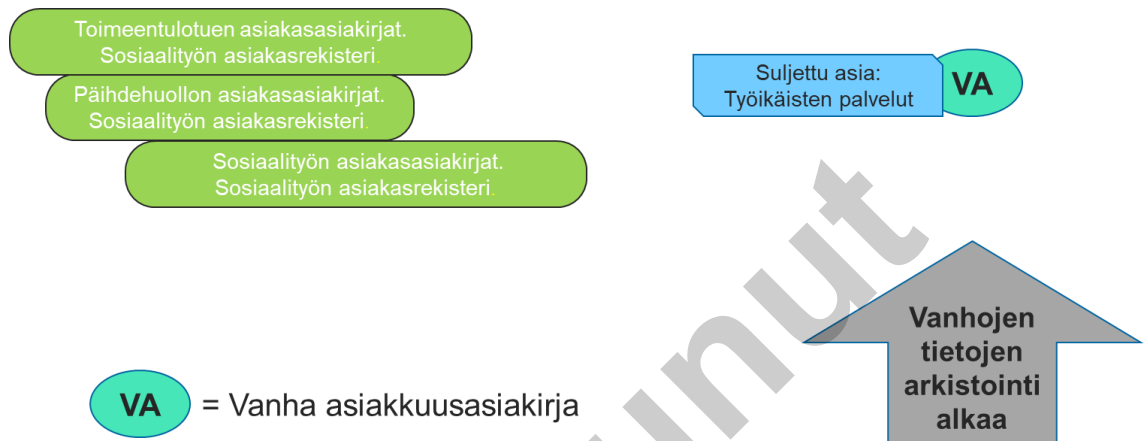 Toimeentulotuen asiakasasiakirjat.
Sosiaalityön asiakasrekisteri.
Päihdehuollon asiakasasiakirjat.
Sosiaalityön asiakasrekisteri.
Sosiaalityön asiakasasiakirjat.
Sosiaalityön asiakasrekisteri.
Suljettu asia:
Työikäisten palvelut
VA
Vanhojen
tietojen
arkistointi
alkaa
VA = Vanha asiakkuusasiakirja